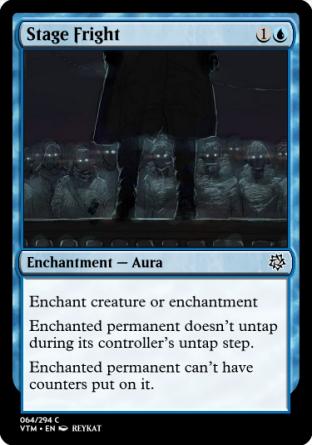 Stage Fright 1
Enchantment — Aura
Enchant creature or enchantment
Enchanted permanent doesn't untap
during its controller's untap step.
Enchanted permanent can't have
counters put on it.
064/294 C
VTM • EN REYKAT